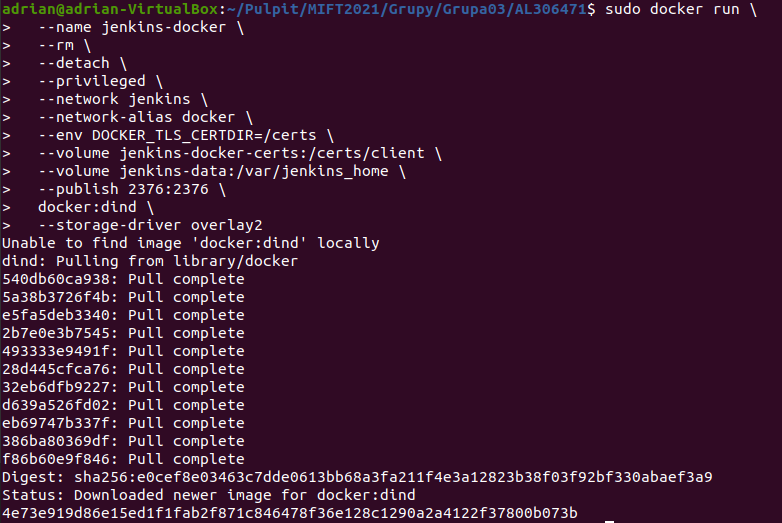 adrian@adrian-VirtualBox:~/Pulpit/MIFT2021/Grupy/Grupa03/AL306471$ sudo docker run \
>   --name jenkins-docker \
>   --rm \
>   --detach \
>   --privileged \
>   --network jenkins \
>   --network-alias docker \
>   --env DOCKER_TLS_CERTDIR=/certs \
>   --volume jenkins-docker-certs:/certs/client \
>   --volume jenkins-data:/var/jenkins_home \
>   --publish 2376:2376 \
>   docker:dind \
>   --storage-driver overlay2
Unable to find image 'docker:dind' locally
dind: Pulling from library/docker
540db60ca938: Pull complete
5a38b3726f4b: Pull complete
e5fa5deb3340: Pull complete
2b7e0e3b7545: Pull complete
493333e9491f: Pull complete
28d445cfca76: Pull complete
32eb6dfb9227: Pull complete
d639a526fd02: Pull complete
eb69747b337f: Pull complete
386ba80369df: Pull complete
f86b60e9f846: Pull complete
Digest: sha256:e0cef8e03463c7dde0613bb68a3fa211f4e3a12823b38f03f92bf330abaef3a9
Status: Downloaded newer image for docker:dind
4e73e919d86e15ed1f1fab2f871c846478f36e128c1290a2a4122f37800b073b